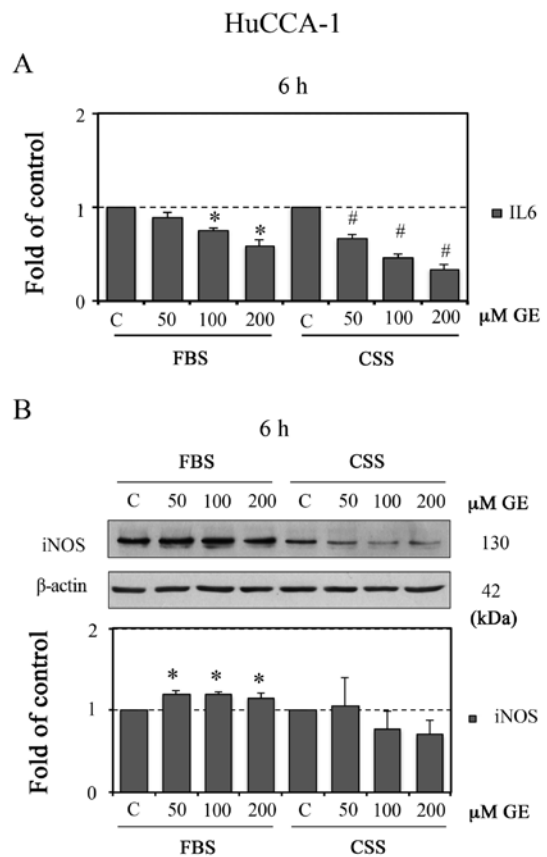 HuCCA-1
A
6 h
Fold of control
2
1
0
* *
# # #
IL6
C 50 100 200 C 50 100 200 μM GE
FBS CSS
B
6 h
FBS CSS
C 50 100 200 C 50 100 200 μM GE
iNOS 130
β-actin 42
(kDa)
Fold of control
2
1
0
* * *
iNOS
C 50 100 200 C 50 100 200 μM GE
FBS CSS